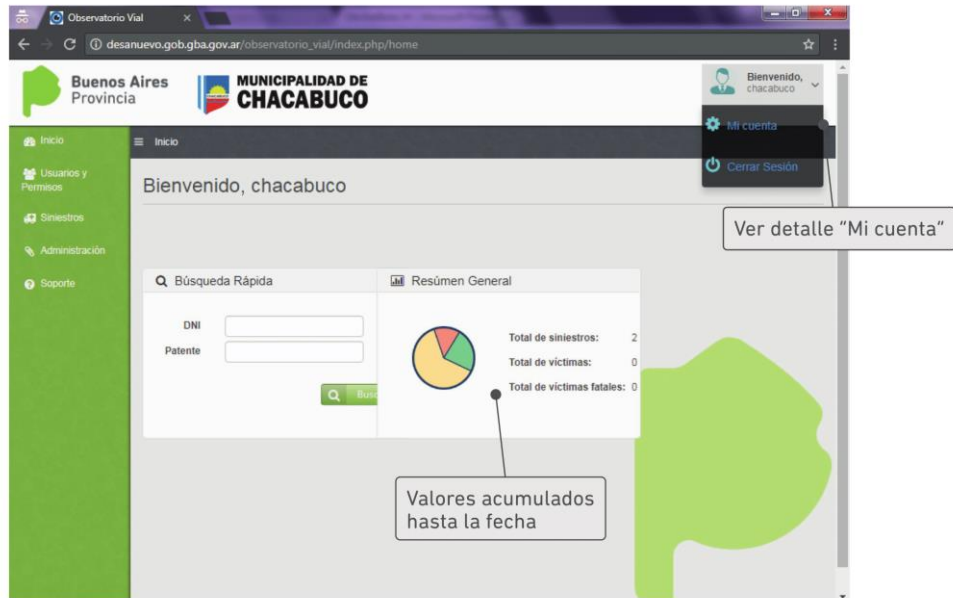 Observatorio Vial
desanuevo.gob.gba.gov.ar/observatorio_vial/index.php/home
Buenos Aires
Provincia
MUNICIPALIDAD DE
CHACABUCO
Bienvenido,
chacabuco
Mi cuenta
Cerrar Sesión
Inicio
Usuarios y
Permisos
Siniestros
Administración
Soporte
Inicio
Bienvenido, chacabuco
Ver detalle "Mi cuenta"
Búsqueda Rápida
DNI
Patente
Busc
Resúmen General
Total de siniestros: 2
Total de víctimas: 0
Total de víctimas fatales: 0
Valores acumulados
hasta la fecha